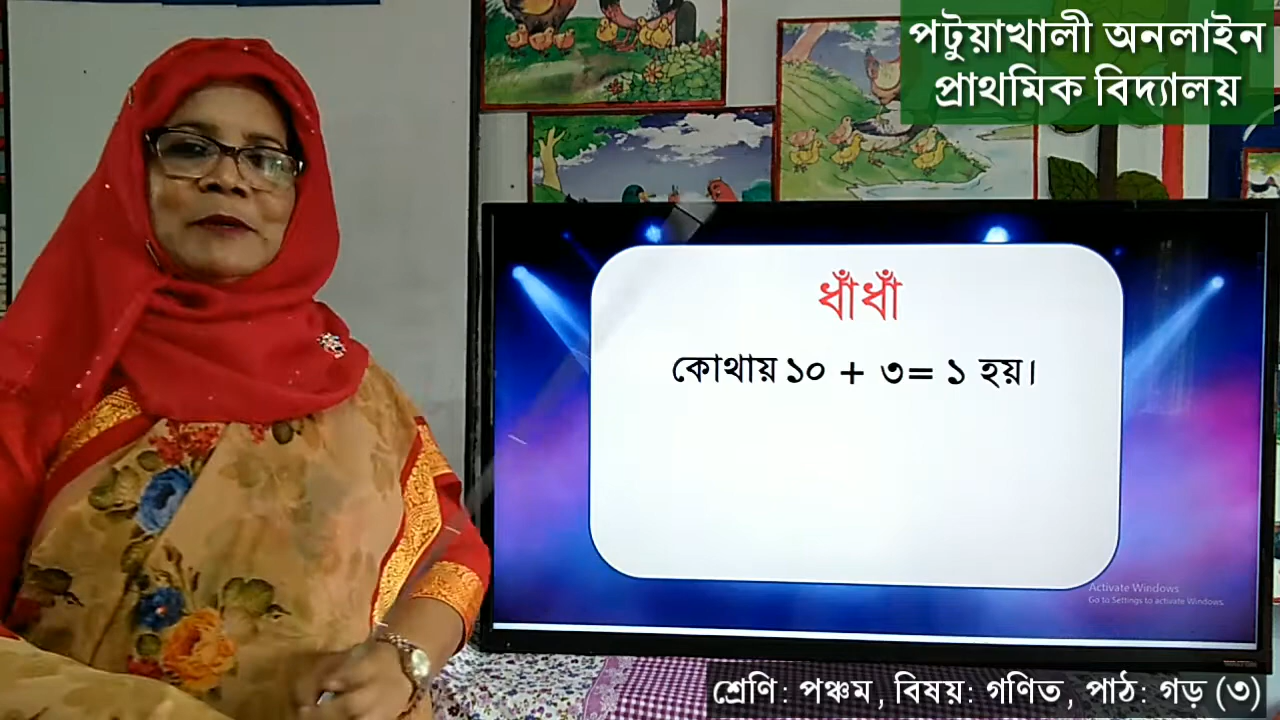 পটুয়াখালী অনলাইন
প্রাথমিক বিদ্যালয়
ধাঁধাঁ
কোথায় ১০ + ৩= ১ হয়।
Activate Windows
Go to Settings to activate Windows.
শ্রেণি: পঞ্চম, বিষয়: গণিত, পাঠ: গড় (৩)